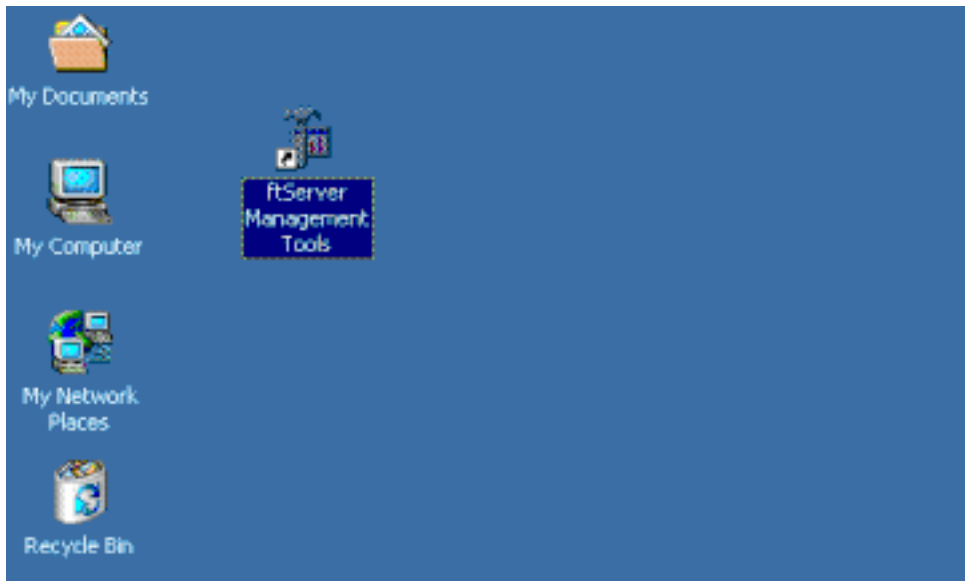 My Documents
ftServer
Management
Tools
My Computer
My Network
Places
Recycle Bin